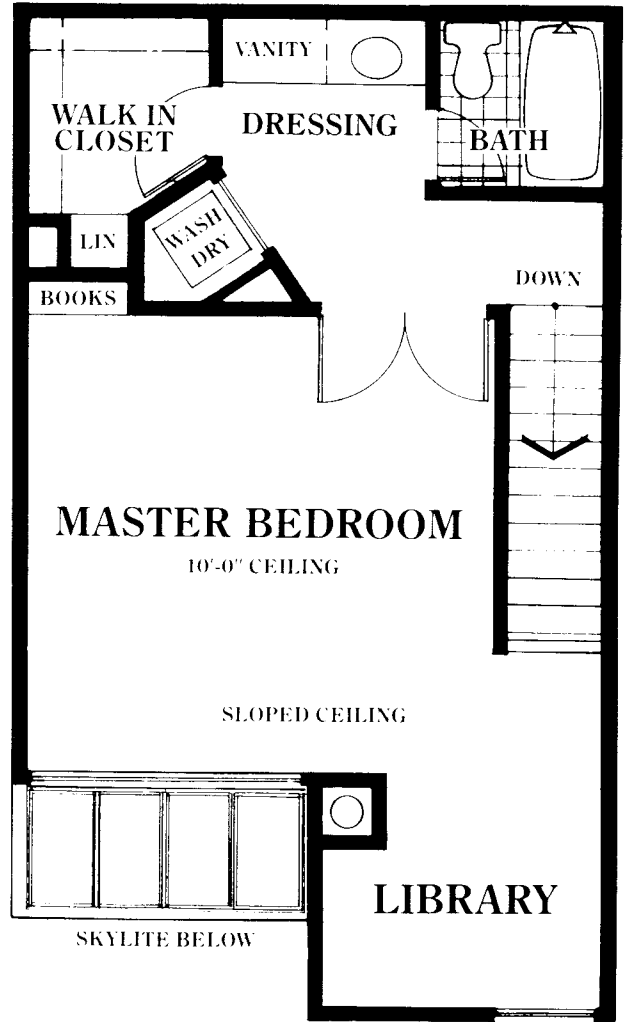 VANITY
WALK IN
CLOSET
DRESSING
BATH
WASH
DRY
LIN
BOOKS
DOWN
MASTER BEDROOM
10'-0" CEILING
SLOPED CEILING
LIBRARY
SKYLITE BELOW